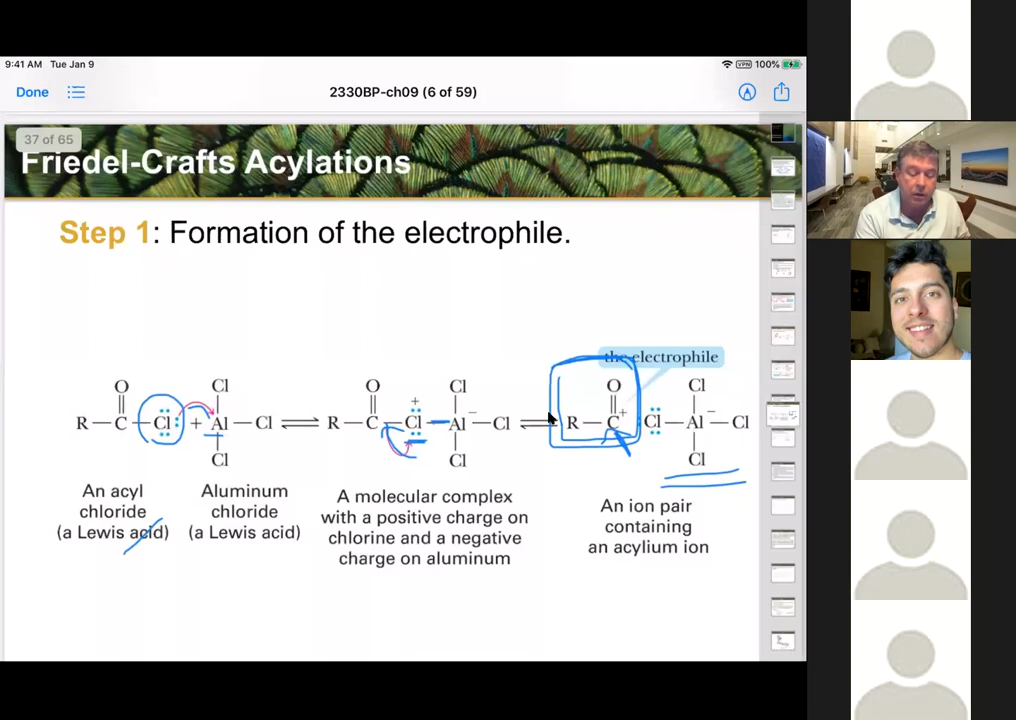 9:41 AM Tue Jan 9
VPN 100%
Done
2330BP-ch09 (6 of 59)
37 of 65
Friedel-Crafts Acylations
Step 1: Formation of the electrophile.
the electrophile
O Cl O Cl O Cl
+ − + −
R—C—Cl + Al—Cl R—C—Cl—Al—Cl R—C Cl—Al—Cl
Cl Cl Cl
An acyl
chloride
(a Lewis acid)
Aluminum
chloride
(a Lewis acid)
A molecular complex
with a positive charge on
chlorine and a negative
charge on aluminum
An ion pair
containing
an acylium ion